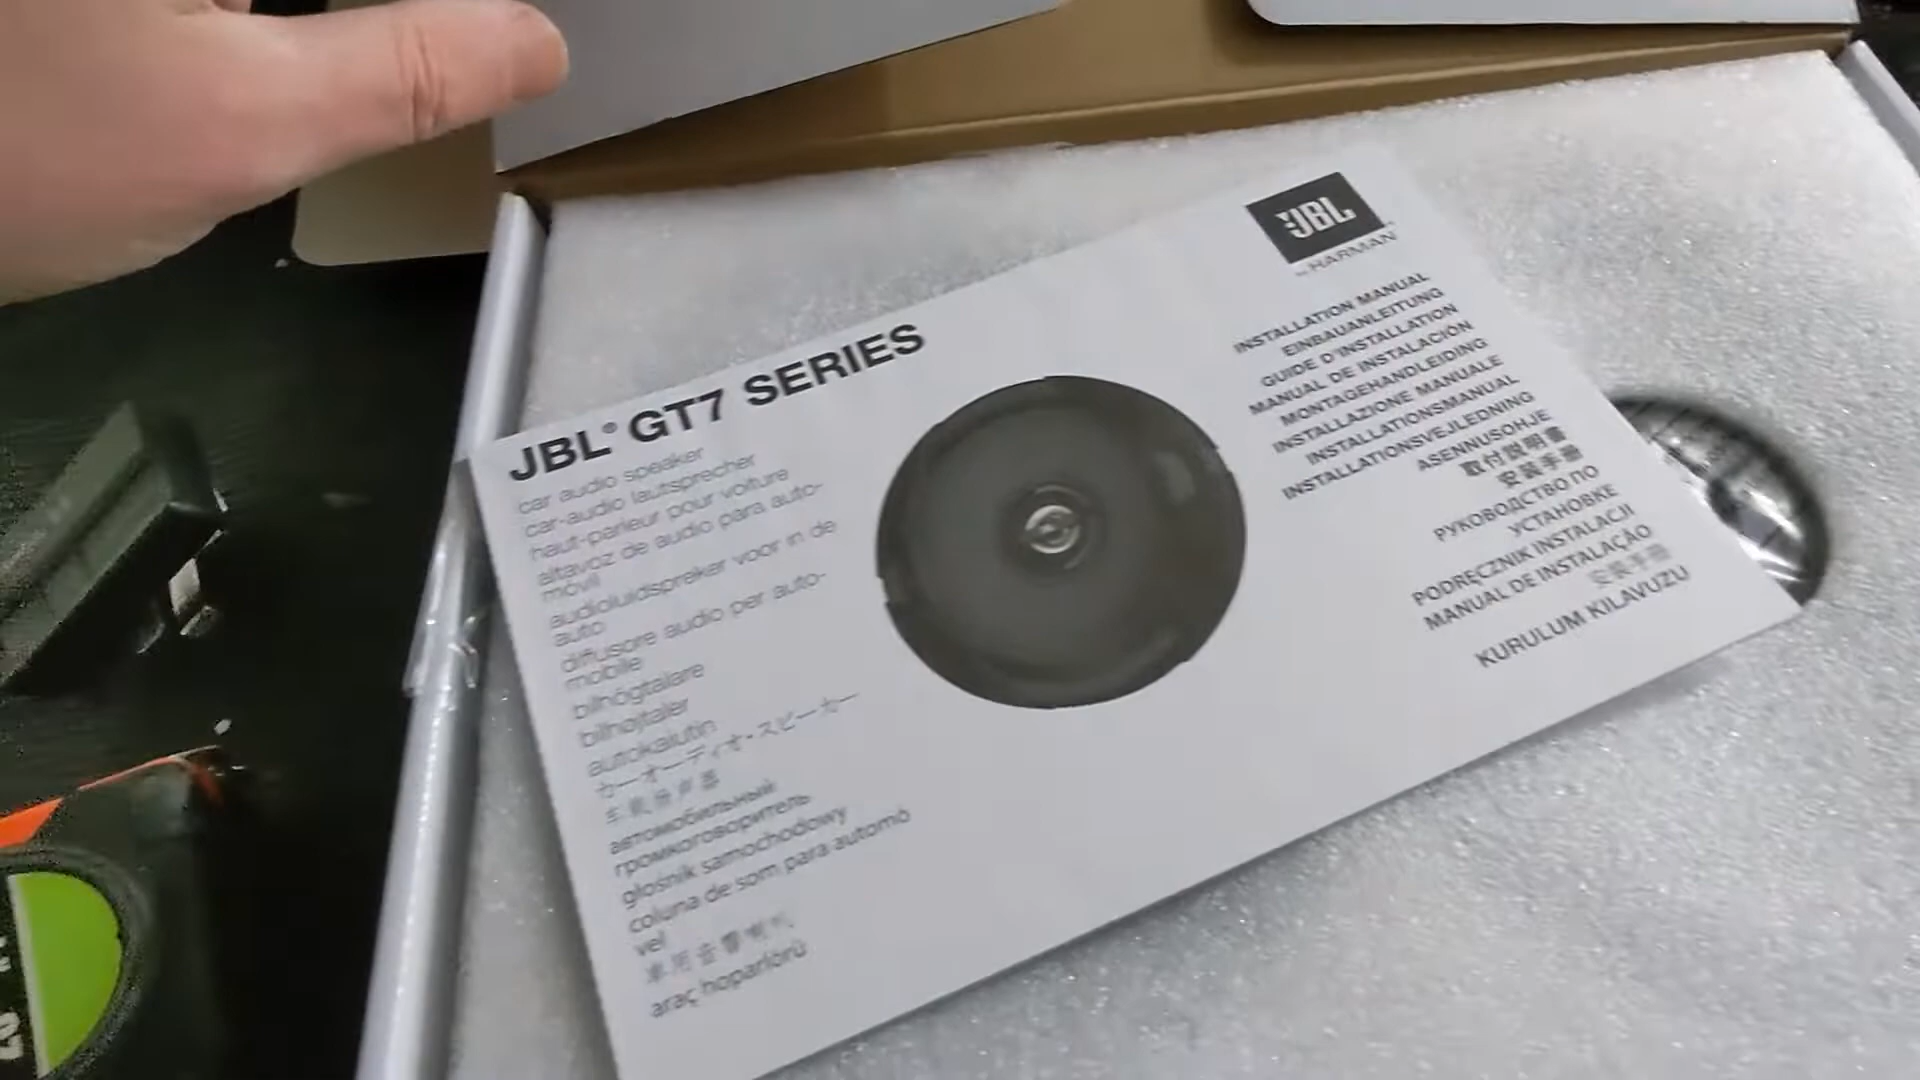 JBL
by HARMAN
JBL® GT7 SERIES
car audio speaker
car-audio lautsprecher
haut-parleur pour voiture
altavoz de audio para auto-
móvil
audioluidspreker voor in de
auto
diffusore audio per auto-
mobile
bilhögtalare
bilhøjtaler
autokaiutin
カーオーディオ・スピーカー
автомобильный
громкоговоритель
głośnik samochodowy
coluna de som para automó
vel
araç hoparlörü
INSTALLATION MANUAL
EINBAUANLEITUNG
GUIDE D'INSTALLATION
MANUAL DE INSTALACIÓN
MONTAGEHANDLEIDING
INSTALLAZIONE MANUALE
INSTALLATIONSMANUAL
INSTALLATIONSVEJLEDNING
ASENNUSOHJE
取付説明書
安装手册
РУКОВОДСТВО ПО
УСТАНОВКЕ
PODRĘCZNIK INSTALACJI
MANUAL DE INSTALAÇÃO
安裝手冊
KURULUM KILAVUZU